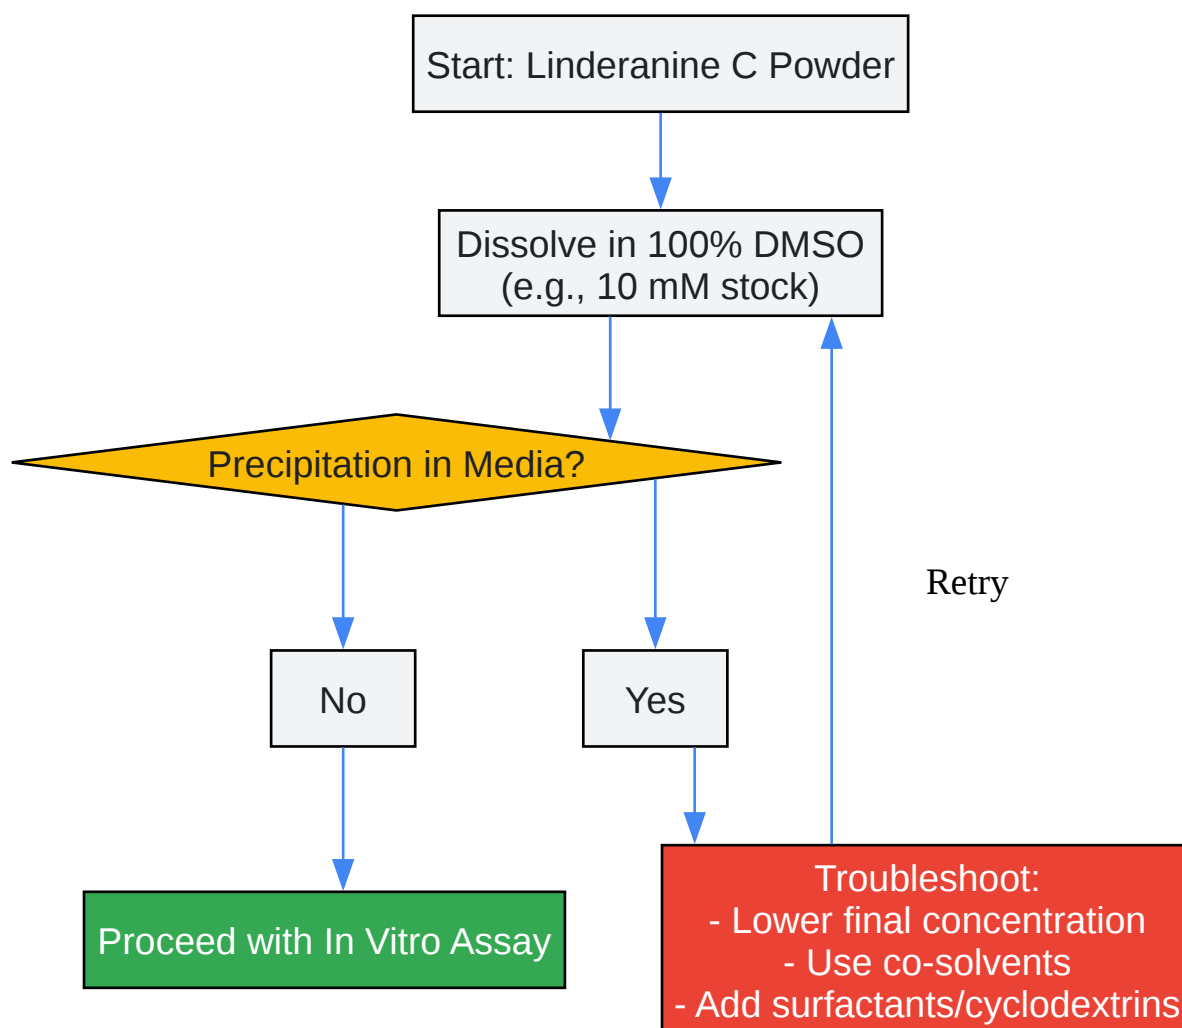 Start: Linderanine C Powder
Dissolve in 100% DMSO
(e.g., 10 mM stock)
Precipitation in Media?
Retry
No
Yes
Proceed with In Vitro Assay
Troubleshoot:
- Lower final concentration
- Use co-solvents
- Add surfactants/cyclodextrins